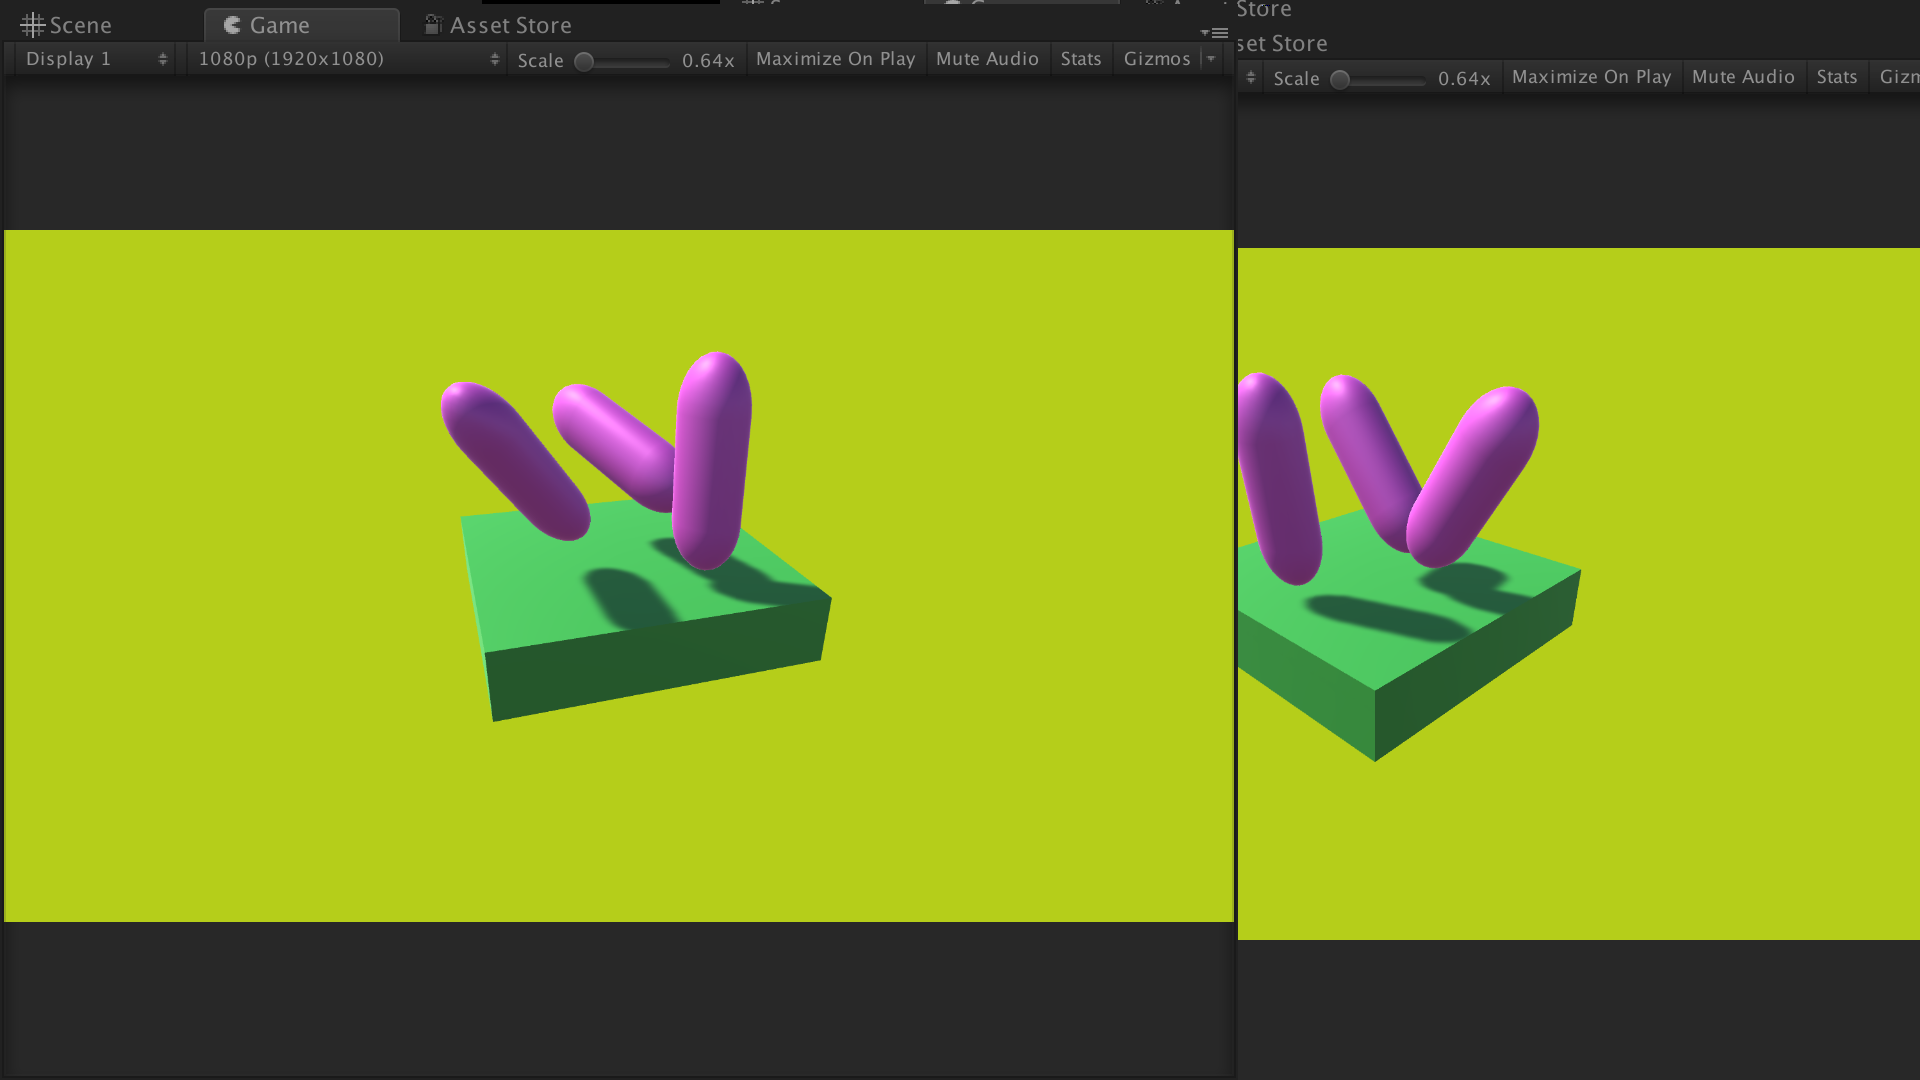 Store
Scene
Game
Asset Store
set Store
Display 1
1080p (1920x1080)
Scale
0.64x
Maximize On Play
Mute Audio
Stats
Gizmos
Scale
0.64x
Maximize On Play
Mute Audio
Stats